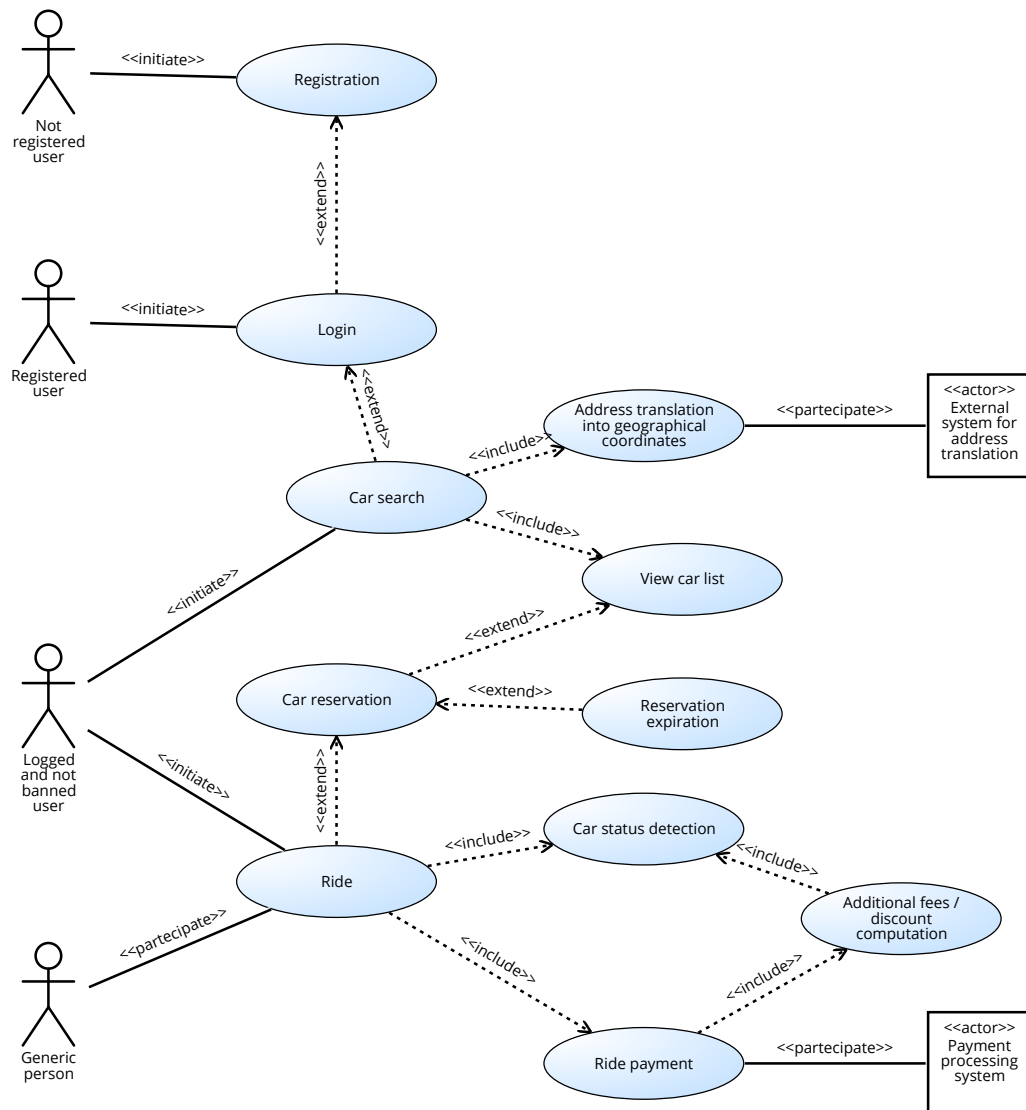 <<initiate>>
Registration
Not
registered
user
<<extend>>
<<initiate>>
Login
Registered
user
<<extend>>
Address translation
into geographical
coordinates
<<partecipate>>
<<actor>>
External
system for
address
translation
<<include>>
Car search
<<include>>
View car list
<<initiate>>
<<extend>>
Car reservation
<<extend>>
Reservation
expiration
Logged
and not
banned
user
<<initiate>>
<<extend>>
Car status detection
<<include>>
<<include>>
Ride
Additional fees /
discount
computation
<<partecipate>>
<<include>>
<<include>>
Generic
person
Ride payment
<<partecipate>>
<<actor>>
Payment
processing
system